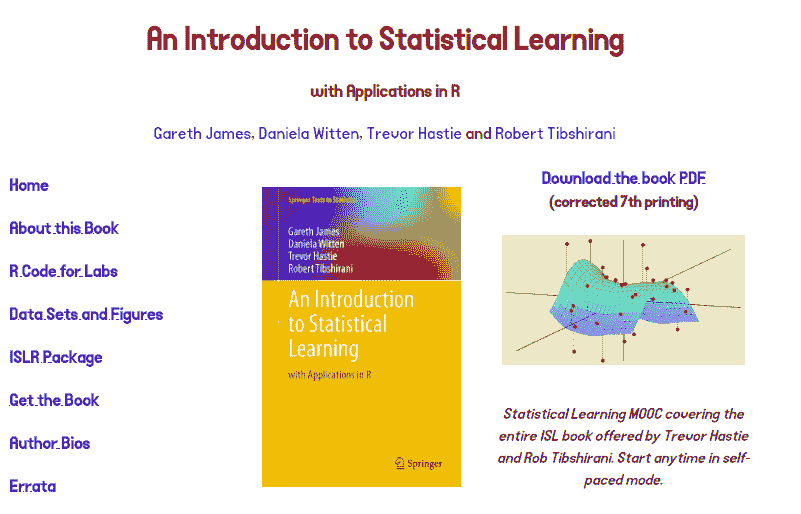 An Introduction to Statistical Learning
with Applications in R
Gareth James, Daniela Witten, Trevor Hastie and Robert Tibshirani
Home
About this Book
R Code for Labs
Data Sets and Figures
ISLR Package
Get the Book
Author Bios
Errata
Springer Texts in Statistics
Gareth James
Daniela Witten
Trevor Hastie
Robert Tibshirani
An Introduction
to Statistical
Learning
with Applications in R
Springer
Download the book PDF
(corrected 7th printing)
Statistical Learning MOOC covering the
entire ISL book offered by Trevor Hastie
and Rob Tibshirani. Start anytime in self-
paced mode.